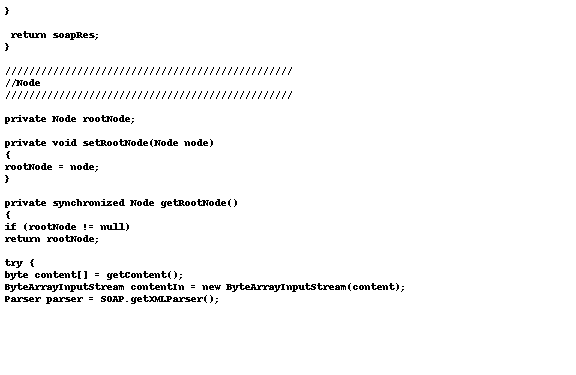 }
return soapRes;
}
////////////////////////////////////////////////
//Node
////////////////////////////////////////////////
private Node rootNode;
private void setRootNode(Node node)
{
rootNode = node;
}
private synchronized Node getRootNode()
{
if (rootNode != null)
return rootNode;
try {
byte content[] = getContent();
ByteArrayInputStream contentIn = new ByteArrayInputStream(content);
Parser parser = SOAP.getXMLParser();